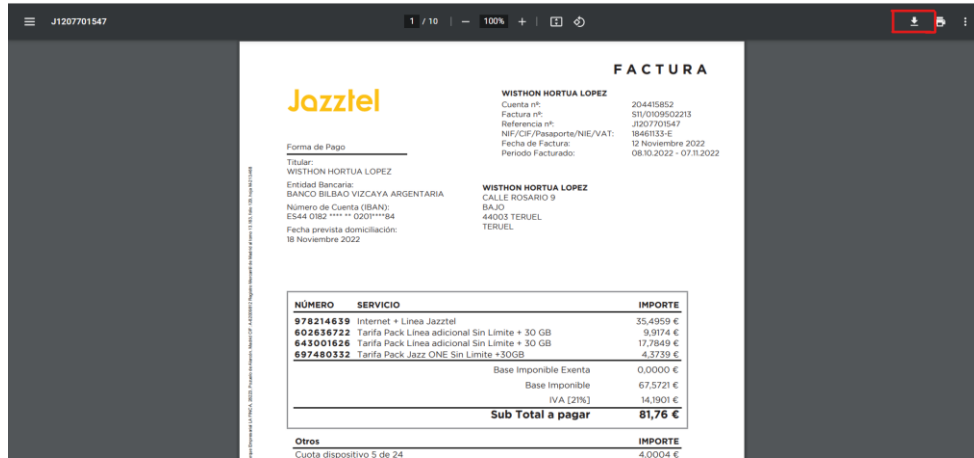 J1207701547
1 / 10 | − 100% + |
FACTURA
Jazztel
WISTHON HORTUA LOPEZ
Cuenta nº: 204415852
Factura nº: S11/0109502213
Referencia nº: J1207701547
NIF/CIF/Pasaporte/NIE/VAT: 18461133-E
Fecha de Factura: 12 Noviembre 2022
Periodo Facturado: 08.10.2022 - 07.11.2022
Forma de Pago
Titular:
WISTHON HORTUA LOPEZ
Entidad Bancaria:
BANCO BILBAO VIZCAYA ARGENTARIA
Número de Cuenta (IBAN):
ES44 0182 **** ** 0201****84
Fecha prevista domiciliación:
18 Noviembre 2022
WISTHON HORTUA LOPEZ
CALLE ROSARIO 9
BAJO
44003 TERUEL
TERUEL
NÚMERO SERVICIO IMPORTE
978214639 Internet + Línea Jazztel 35,4959 €
602636722 Tarifa Pack Línea adicional Sin Límite + 30 GB 9,9174 €
643001626 Tarifa Pack Línea adicional Sin Límite + 30 GB 17,7849 €
697480332 Tarifa Pack Jazz ONE Sin Límite +30GB 4,3739 €
Base Imponible Exenta 0,0000 €
Base Imponible 67,5721 €
IVA [21%] 14,1901 €
Sub Total a pagar 81,76 €
Otros IMPORTE
Cuota dispositivo 5 de 24 4,0004 €